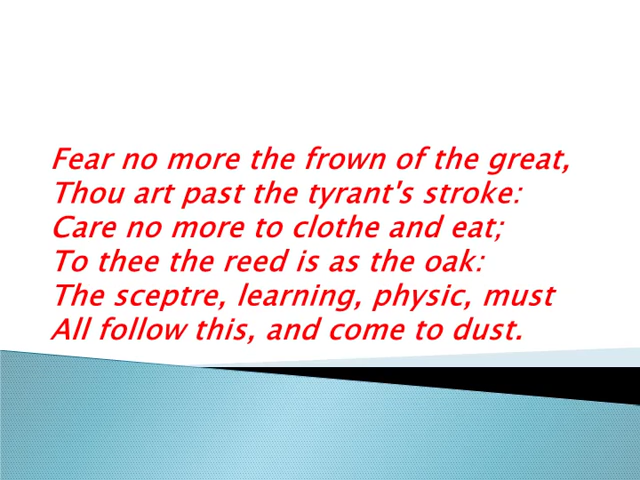 Fear no more the frown of the great,
Thou art past the tyrant's stroke:
Care no more to clothe and eat;
To thee the reed is as the oak:
The sceptre, learning, physic, must
All follow this, and come to dust.